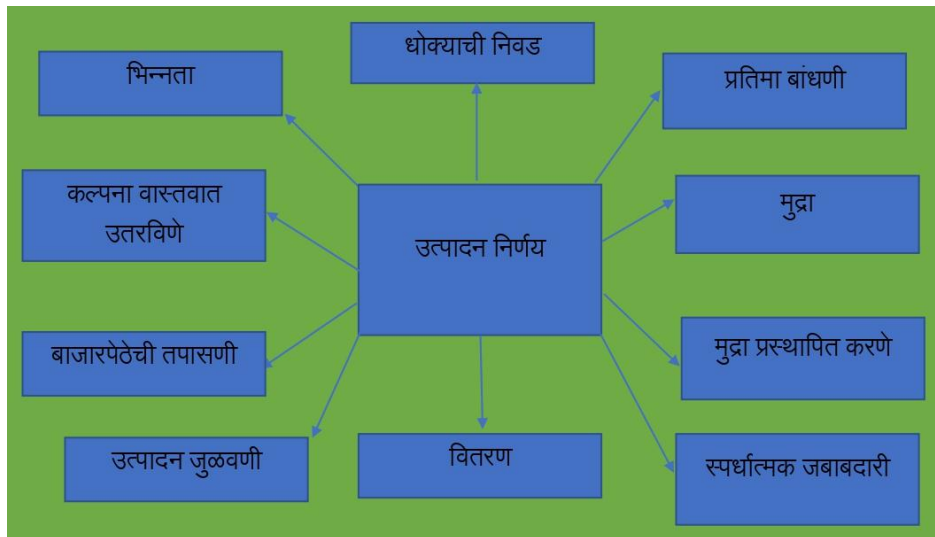 धोक्याची निवड
भिन्नता
प्रतिमा बांधणी
कल्पना वास्तवात
उतरविणे
मुद्रा
उत्पादन निर्णय
बाजारपेठेची तपासणी
मुद्रा प्रस्थापित करणे
उत्पादन जुळवणी
वितरण
स्पर्धात्मक जबाबदारी